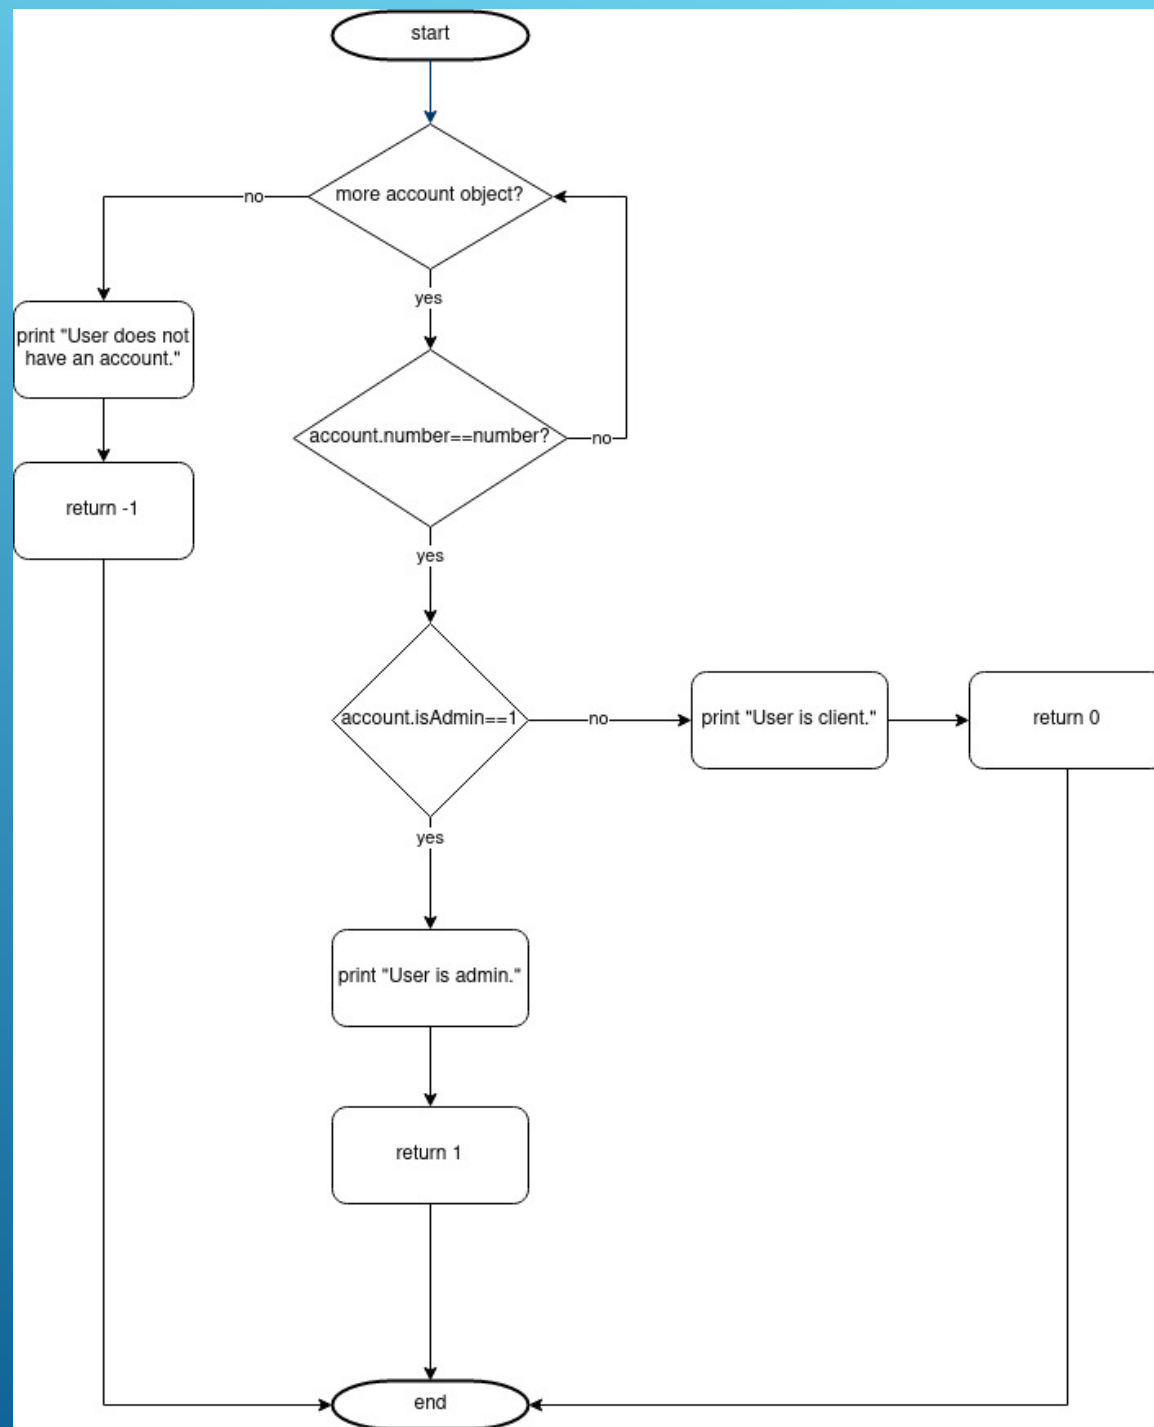 start
more account object?
no
yes
print "User does not
have an account."
account.number==number?
no
return -1
yes
account.isAdmin==1
no
print "User is client."
return 0
yes
print "User is admin."
return 1
end